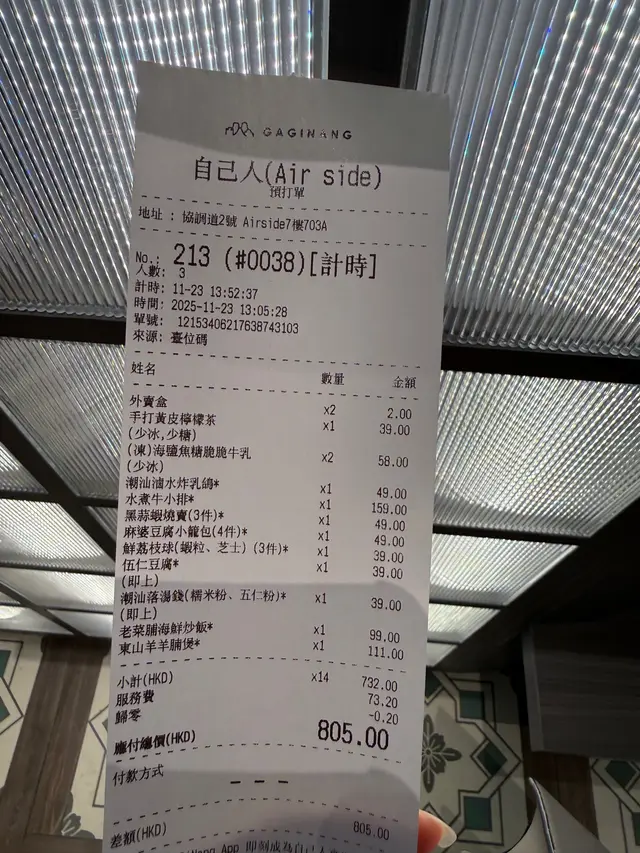 GAGINANG
自己人(Air side)
預打單
地址：協調道2號 Airside7樓703A
No.: 213 (#0038)[計時]
人數: 3
計時: 11-23 13:52:37
時間: 2025-11-23 13:05:28
單號: 12153406217638743103
來源: 臺位碼
姓名 數量 金額
外賣盒 x2 2.00
手打黃皮檸檬茶 x1 39.00
(少冰,少糖)
(凍)海鹽焦糖脆脆牛乳 x2 58.00
(少冰)
潮汕滷水炸乳鴿* x1 49.00
水煮牛小排* x1 159.00
黑蒜蝦燒賣(3件)* x1 49.00
麻婆豆腐小籠包(4件)* x1 49.00
鮮荔枝球(蝦粒、芝士) (3件)* x1 39.00
伍仁豆腐* x1 39.00
(即上)
潮汕落湯錢(糯米粉、五仁粉)* x1 39.00
(即上)
老菜脯海鮮炒飯* x1 99.00
東山羊羊腩煲* x1 111.00
小計(HKD) x14 732.00
服務費 73.20
歸零 -0.20
應付總價(HKD) 805.00
付款方式
---
差額(HKD) 805.00
App 即刻成為自己人